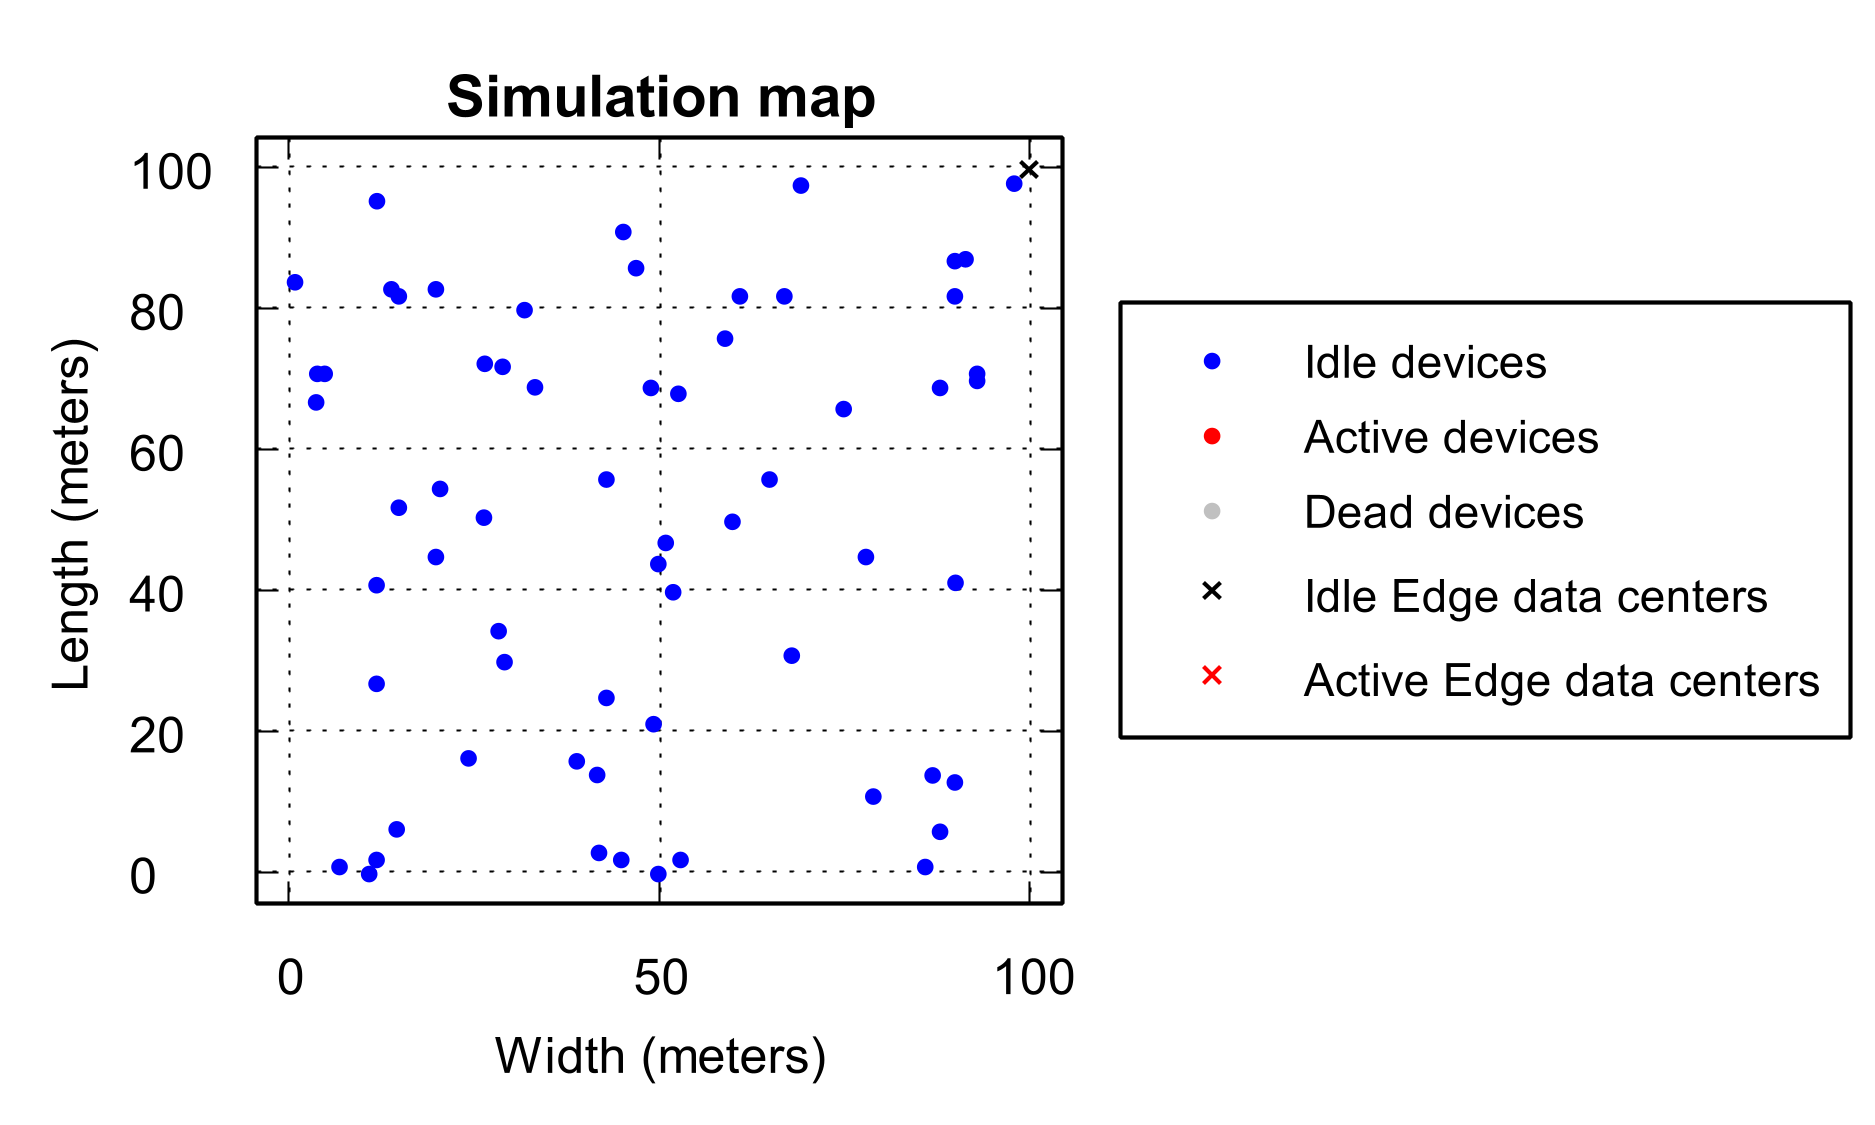 Simulation map
100
80
60
40
20
0
Length (meters)
0 50 100
Width (meters)
Idle devices
Active devices
Dead devices
Idle Edge data centers
Active Edge data centers